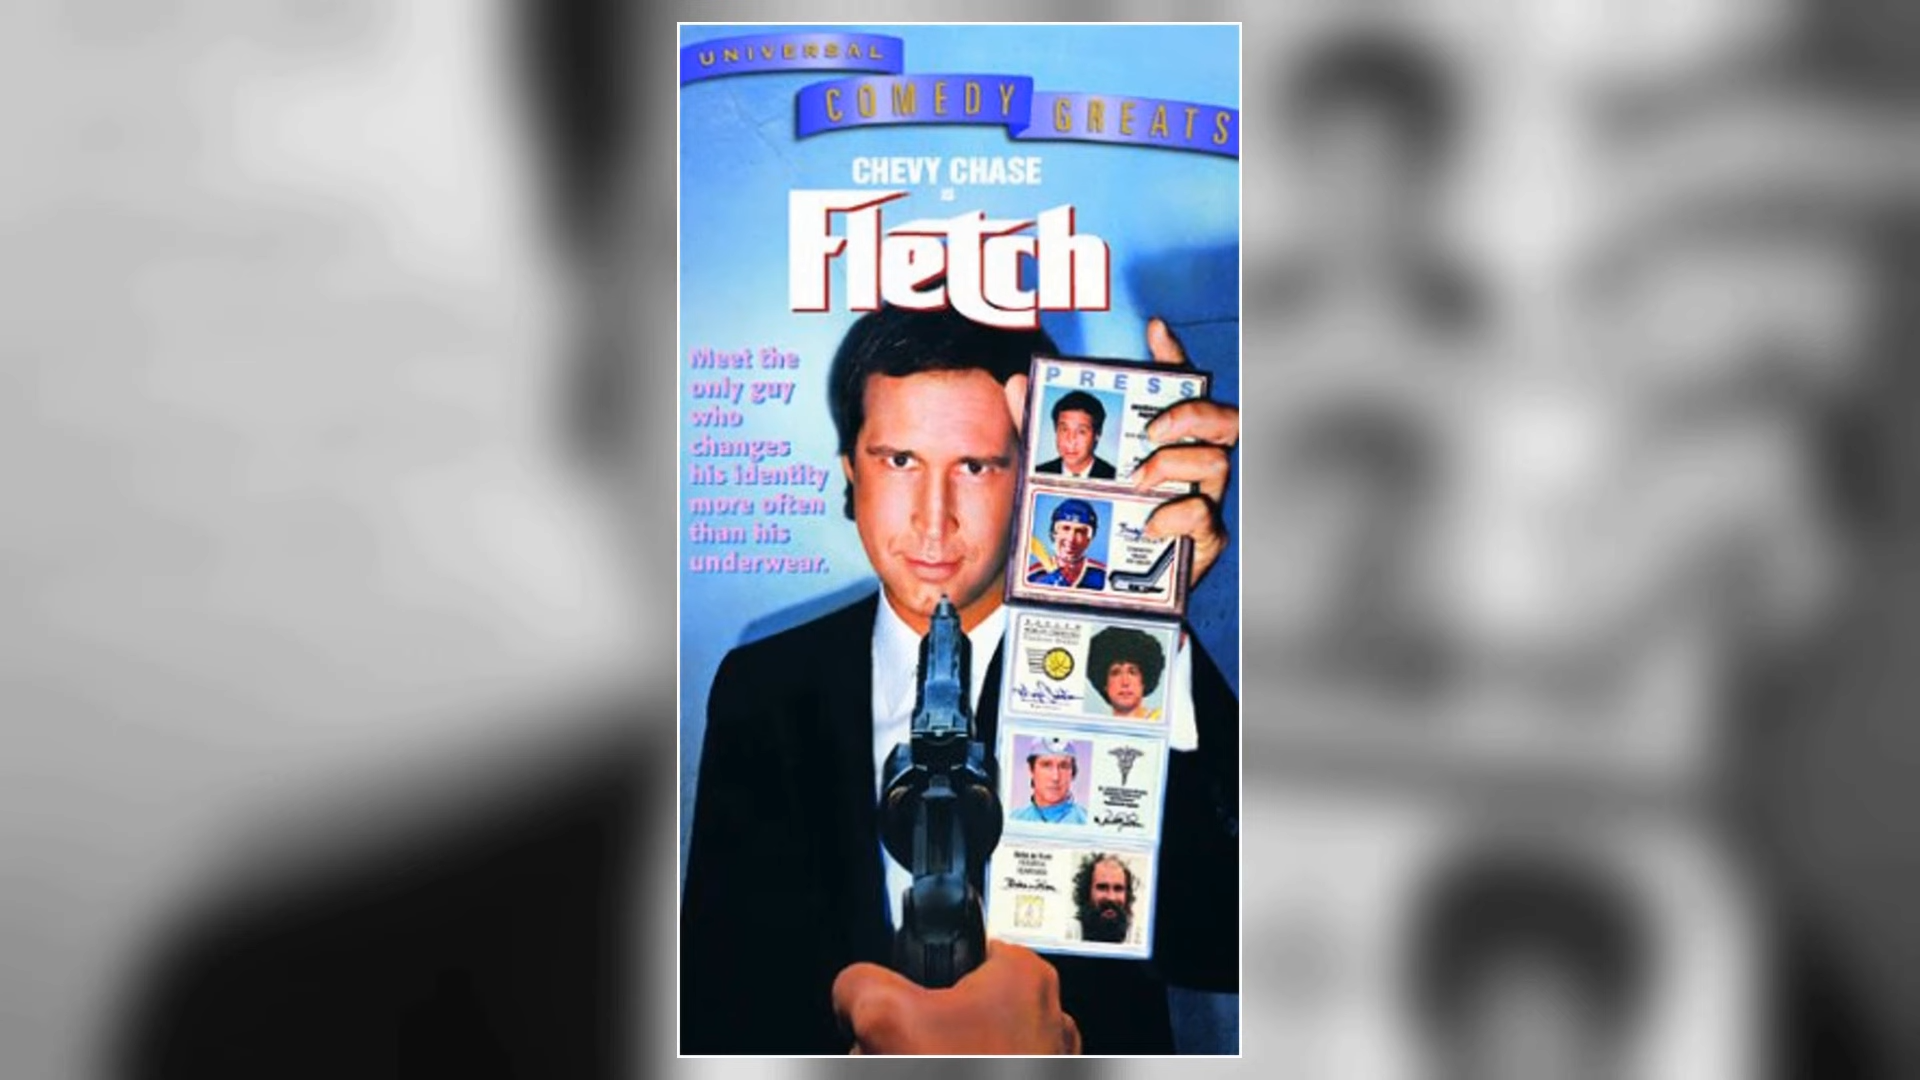 UNIVERSAL
COMEDY GREATS
CHEVY CHASE
IS
Fletch
Meet the
only guy
who
changes
his identity
more often
than his
underwear.
PRESS